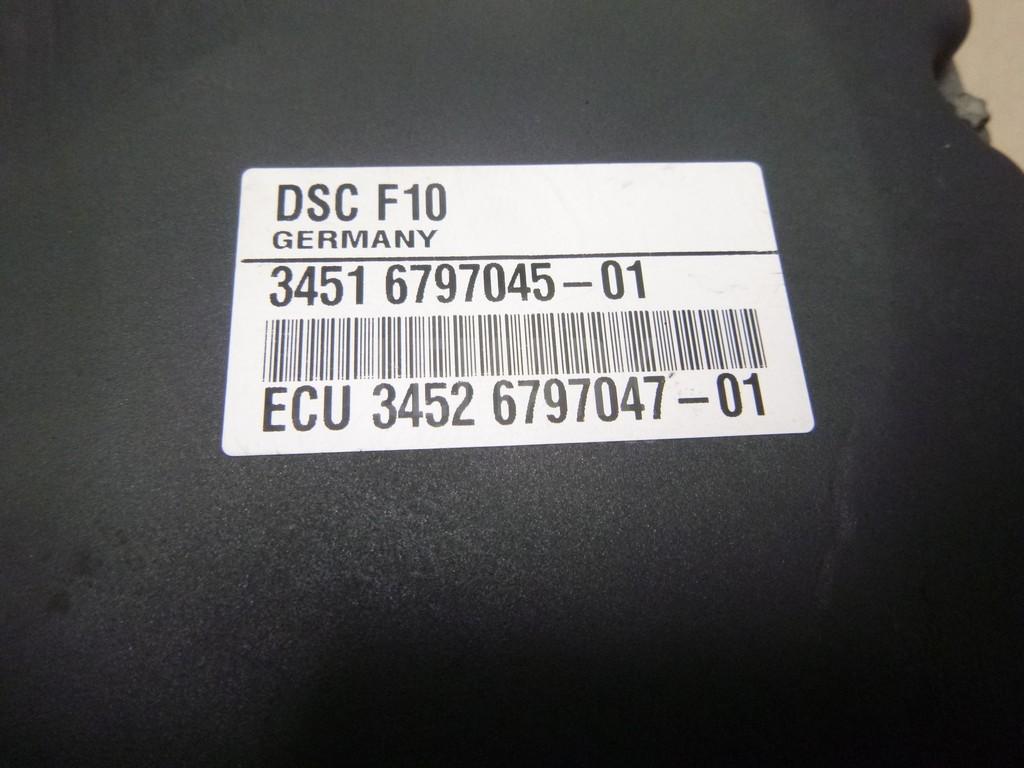 DSC F10
GERMANY
3451 6797045-01
ECU 3452 6797047-01